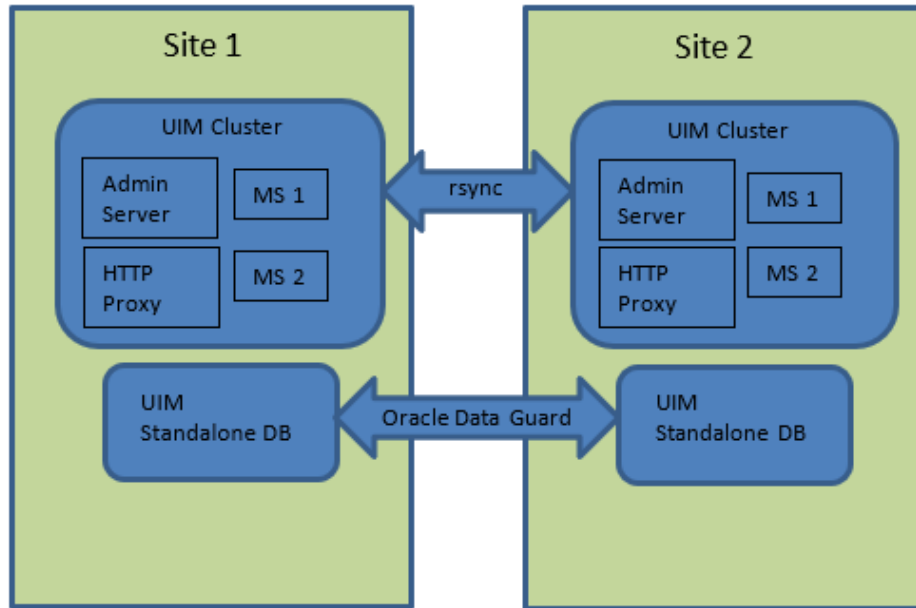 Site 1
UIM Cluster
Admin
Server
MS 1
HTTP
Proxy
MS 2
UIM
Standalone DB
rsync
Oracle Data Guard
Site 2
UIM Cluster
Admin
Server
MS 1
HTTP
Proxy
MS 2
UIM
Standalone DB